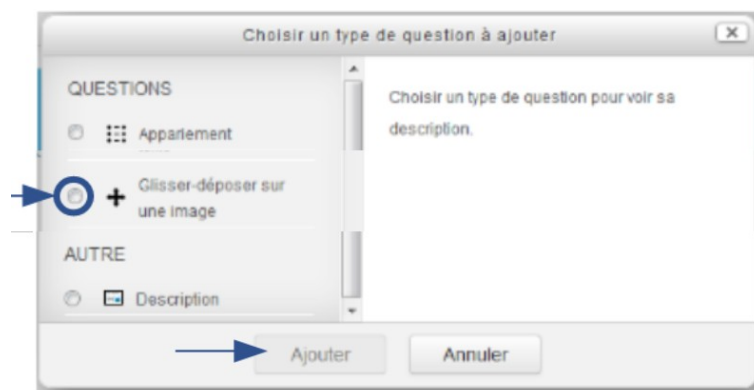 Choisir un type de question à ajouter
QUESTIONS
Appariement
Glisser-déposer sur
une image
AUTRE
Description
Choisir un type de question pour voir sa
description.
Ajouter
Annuler